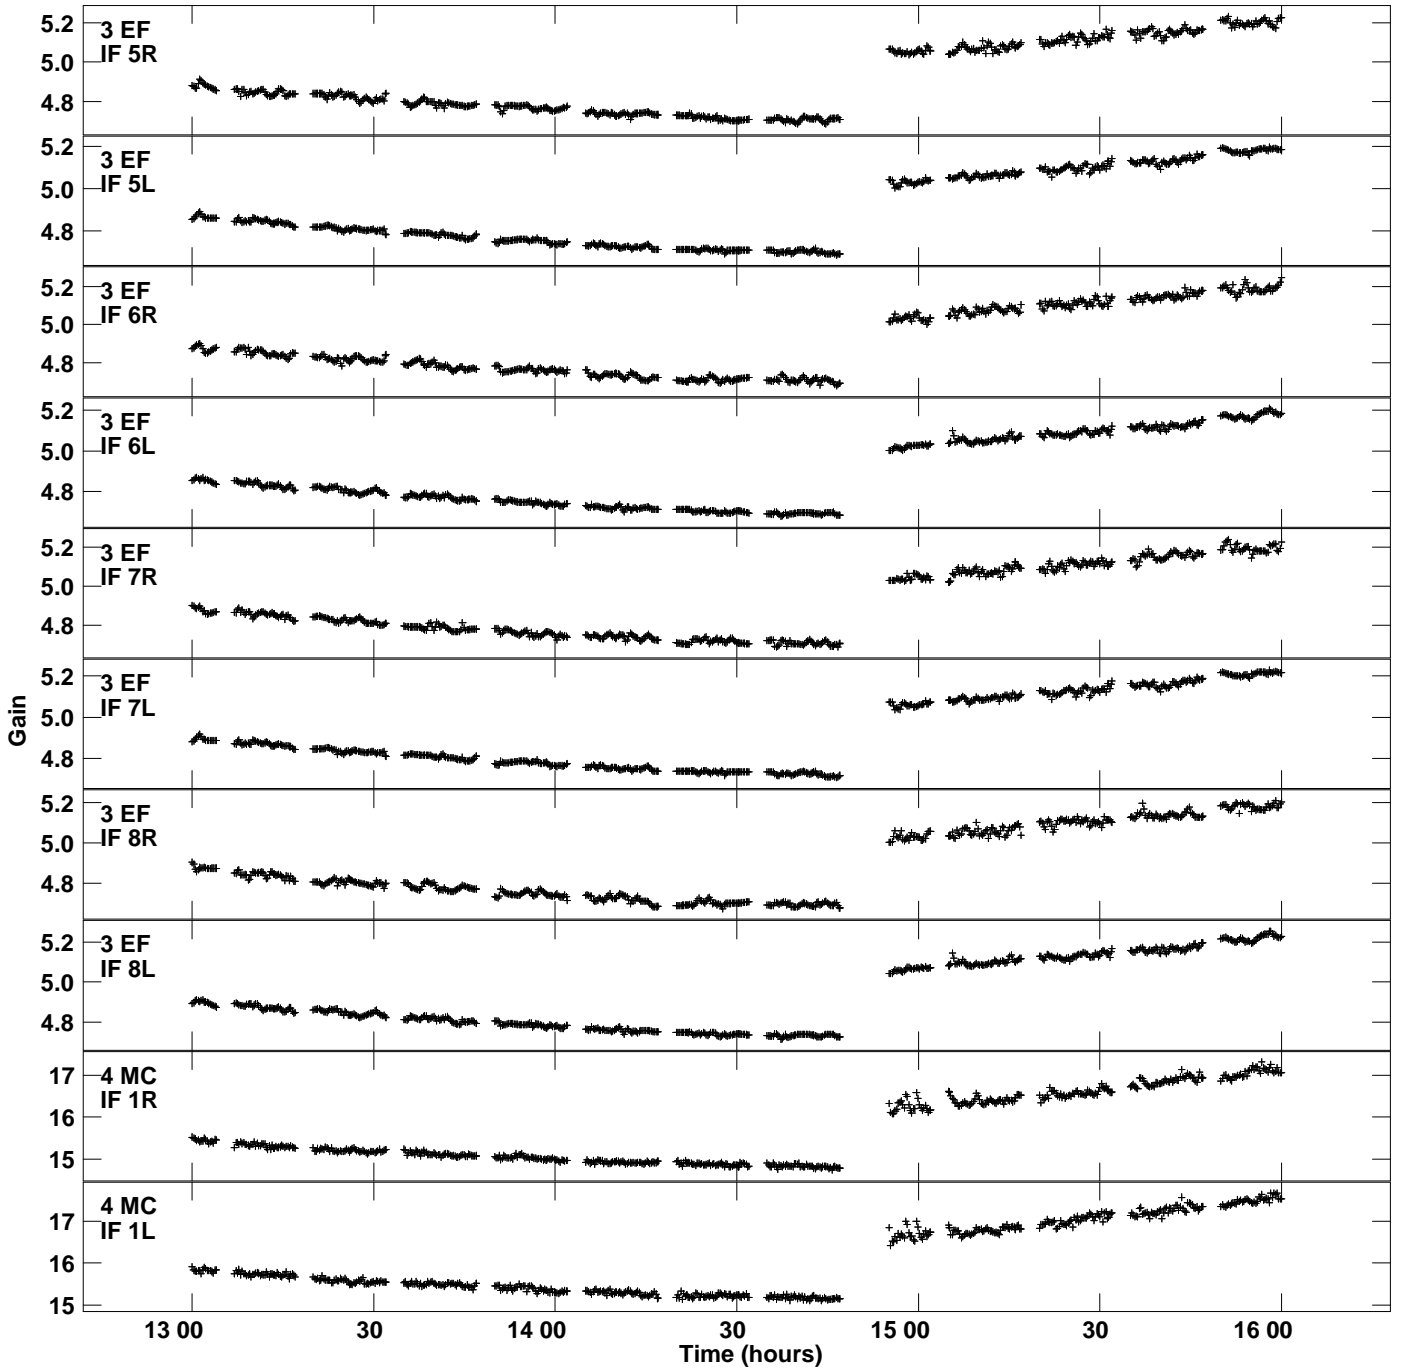 5.2
5.0
4.8
3 EF
IF 5R
5.2
5.0
4.8
3 EF
IF 5L
5.2
5.0
4.8
3 EF
IF 6R
5.2
5.0
4.8
3 EF
IF 6L
5.2
5.0
4.8
3 EF
IF 7R
5.2
5.0
4.8
3 EF
IF 7L
5.2
5.0
4.8
3 EF
IF 8R
5.2
5.0
4.8
3 EF
IF 8L
17
16
15
4 MC
IF 1R
17
16
15
4 MC
IF 1L
Gain
13 00 30 14 00 30 15 00 30 16 00
Time (hours)